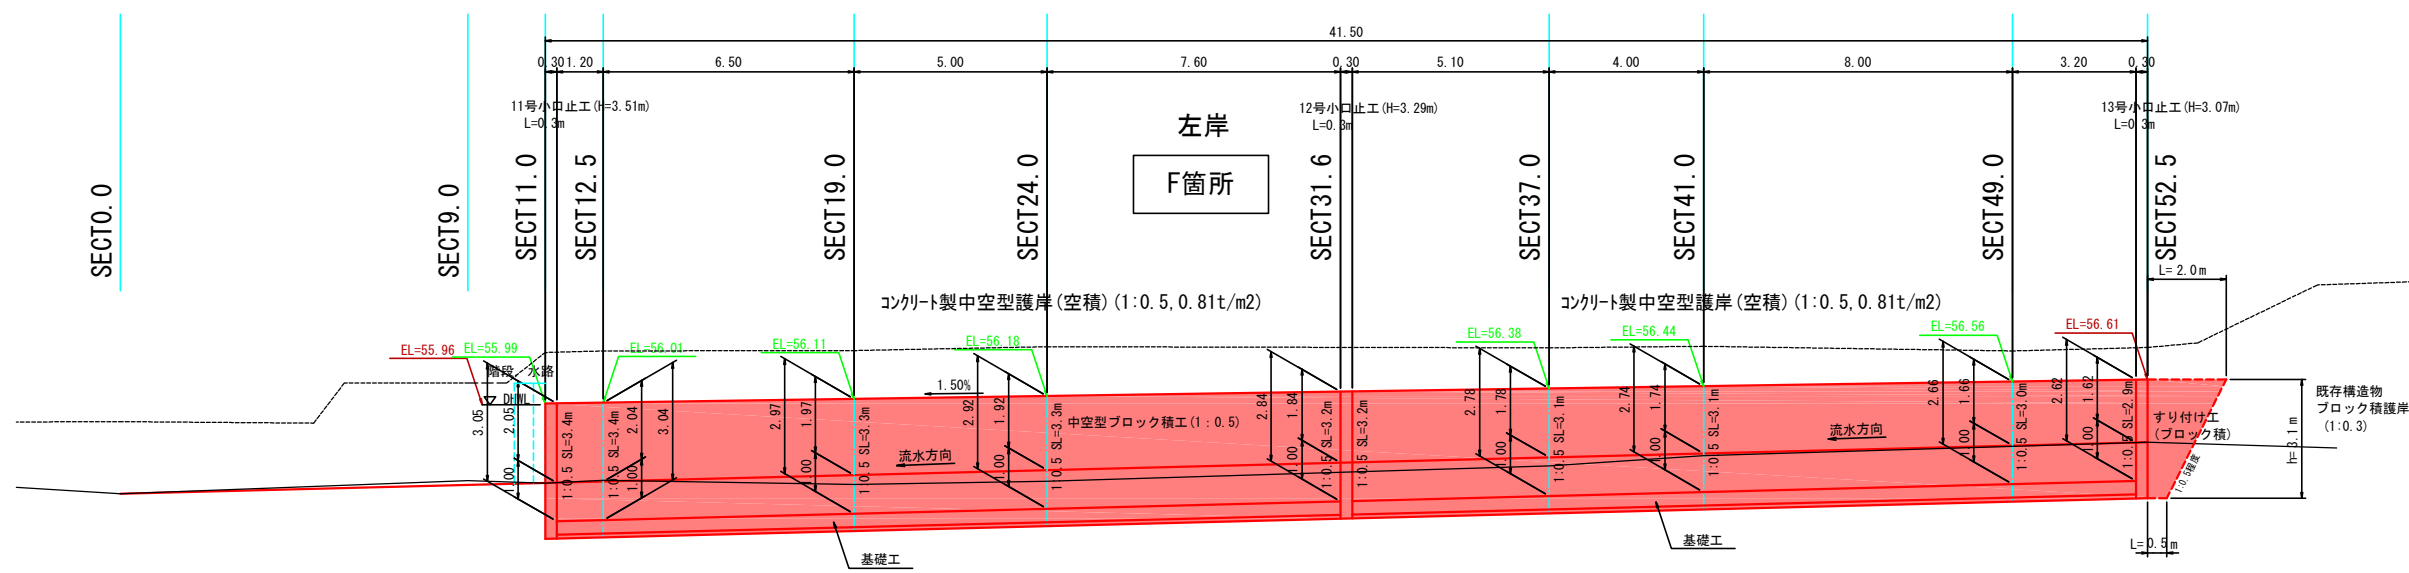 41.50
0.30
1.20
6.50
5.00
7.60
0.30
5.10
4.00
8.00
3.20
0.30
11号小口止工(H=3.51m)
L=0.3m
12号小口止工(H=3.29m)
L=0.3m
13号小口止工(H=3.07m)
L=0.3m
左岸
F箇所
SECT0.0
SECT9.0
SECT11.0
SECT12.5
SECT19.0
SECT24.0
SECT31.6
SECT37.0
SECT41.0
SECT49.0
SECT52.5
L=2.0m
コンクリート製中空型護岸(空積)(1:0.5,0.81t/m2)
コンクリート製中空型護岸(空積)(1:0.5,0.81t/m2)
EL=55.96
EL=55.99
EL=56.01
EL=56.11
EL=56.18
EL=56.38
EL=56.44
EL=56.56
EL=56.61
階段
水路
DHWL
1.50%
3.05
2.05
1.00
1:0.5 SL=3.4m
1:0.5 SL=3.4m
1.00
2.04
3.04
2.97
1.97
1.00
1:0.5 SL=3.3m
流水方向
2.92
1.92
1.00
1:0.5 SL=3.3m
中空型ブロック積工(1:0.5)
2.84
1.84
1.00
1:0.5 SL=3.2m
1:0.5 SL=3.2m
2.78
1.78
1.00
1:0.5 SL=3.1m
2.74
1.74
1.00
1:0.5 SL=3.1m
流水方向
2.66
1.66
1.00
1:0.5 SL=3.0m
2.62
1.62
1.00
1:0.5 SL=2.9m
すり付け工
(ブロック積)
1:0.5程度
h=3.1m
既存構造物
ブロック積護岸
(1:0.3)
L=0.5m
基礎工
基礎工